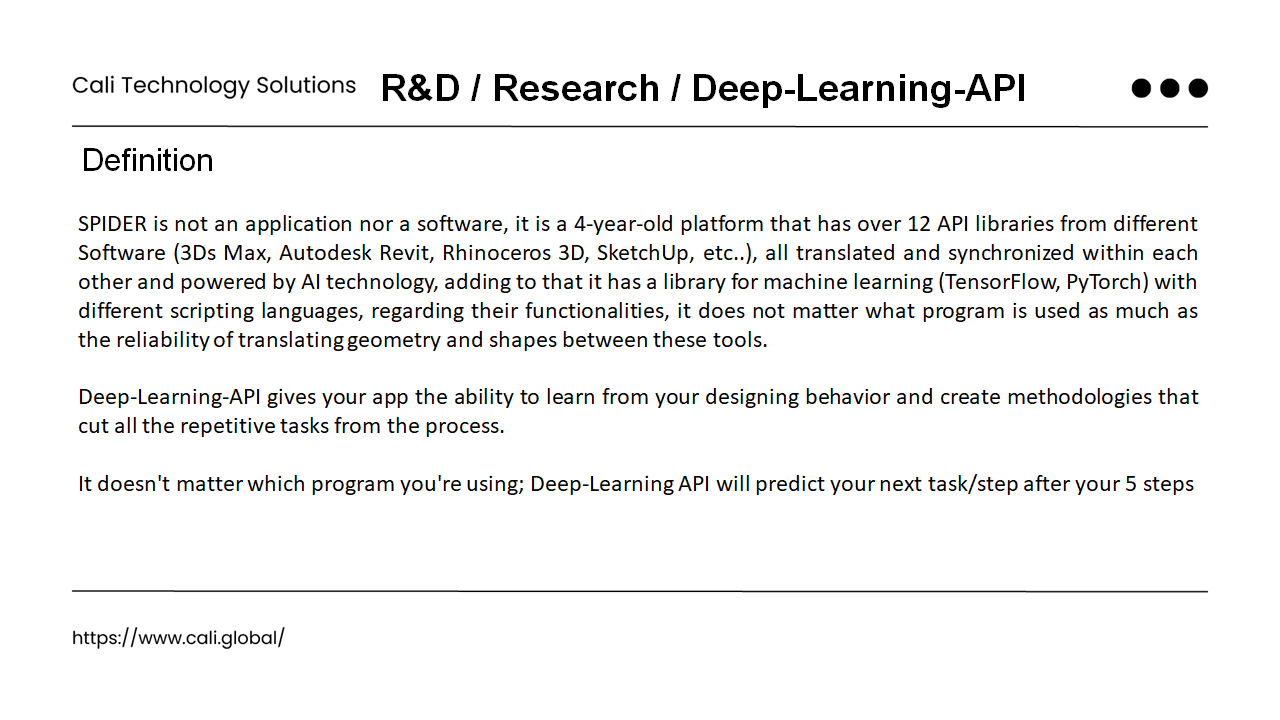 Cali Technology Solutions R&D / Research / Deep-Learning-API
Definition
SPIDER is not an application nor a software, it is a 4-year-old platform that has over 12 API libraries from different
Software (3Ds Max, Autodesk Revit, Rhinoceros 3D, SketchUp, etc..), all translated and synchronized within each
other and powered by AI technology, adding to that it has a library for machine learning (TensorFlow, PyTorch) with
different scripting languages, regarding their functionalities, it does not matter what program is used as much as
the reliability of translating geometry and shapes between these tools.
Deep-Learning-API gives your app the ability to learn from your designing behavior and create methodologies that
cut all the repetitive tasks from the process.
It doesn't matter which program you're using; Deep-Learning API will predict your next task/step after your 5 steps
https://www.cali.global/